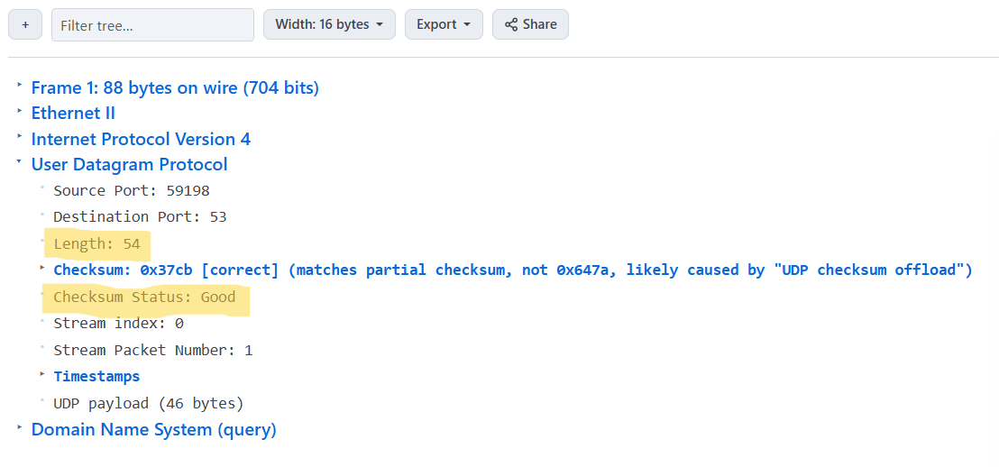 + Filter tree... Width: 16 bytes Export Share
Frame 1: 88 bytes on wire (704 bits)
Ethernet II
Internet Protocol Version 4
User Datagram Protocol
Source Port: 59198
Destination Port: 53
Length: 54
Checksum: 0x37cb [correct] (matches partial checksum, not 0x647a, likely caused by "UDP checksum offload")
Checksum Status: Good
Stream index: 0
Stream Packet Number: 1
Timestamps
UDP payload (46 bytes)
Domain Name System (query)